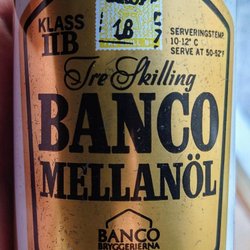 KLASS
IIB
18
SERVERINGSTEMP.
10-12° C
SERVE AT 50-52°F
Tre Skilling
BANCO
MELLANÖL
BANCO
BRYGGERIERNA